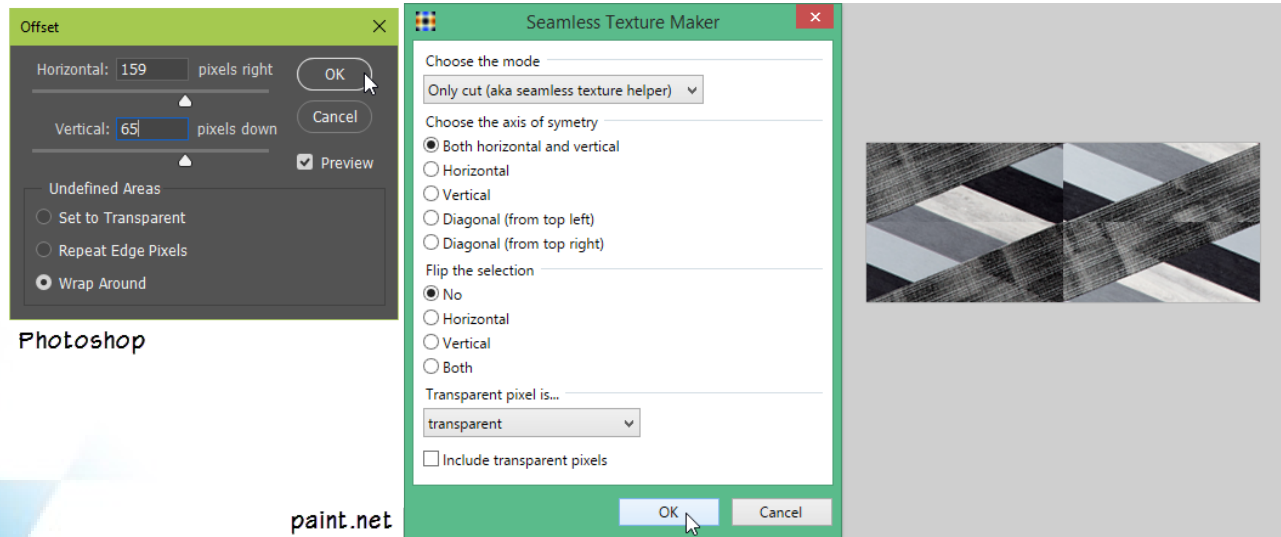 Offset
Horizontal: 159 pixels right
OK
Vertical: 65 pixels down
Cancel
Preview
Undefined Areas
Set to Transparent
Repeat Edge Pixels
Wrap Around
Photoshop
paint.net
Seamless Texture Maker
Choose the mode
Only cut (aka seamless texture helper)
Choose the axis of symetry
Both horizontal and vertical
Horizontal
Vertical
Diagonal (from top left)
Diagonal (from top right)
Flip the selection
No
Horizontal
Vertical
Both
Transparent pixel is...
transparent
Include transparent pixels
OK
Cancel